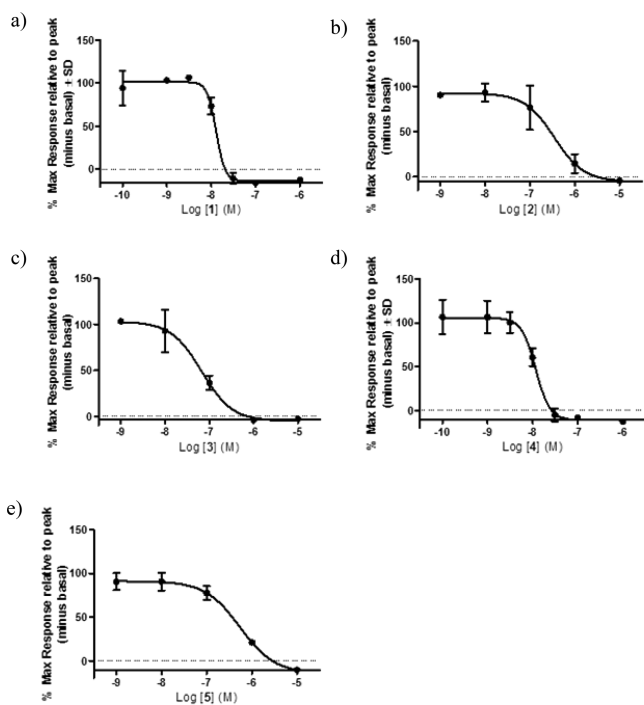 a)
% Max Response relative to peak
(minus basal) ± SD
150
100
50
0
-10 -9 -8 -7 -6
Log [1] (M)
b)
% Max Response relative to peak
(minus basal)
150
100
50
0
-9 -8 -7 -6 -5
Log [2] (M)
c)
% Max Response relative to peak
(minus basal)
150
100
50
0
-9 -8 -7 -6 -5
Log [3] (M)
d)
% Max Response relative to peak
(minus basal) ± SD
150
100
50
0
-10 -9 -8 -7 -6
Log [4] (M)
e)
% Max Response relative to peak
(minus basal)
150
100
50
0
-9 -8 -7 -6 -5
Log [5] (M)